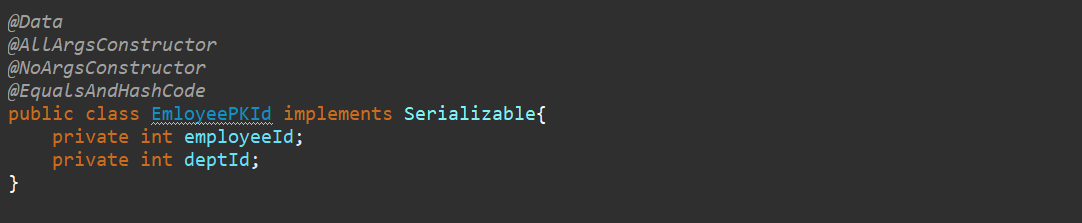 @Data
@AllArgsConstructor
@NoArgsConstructor
@EqualsAndHashCode
public class EmloyeePKId implements Serializable{
    private int employeeId;
    private int deptId;
}